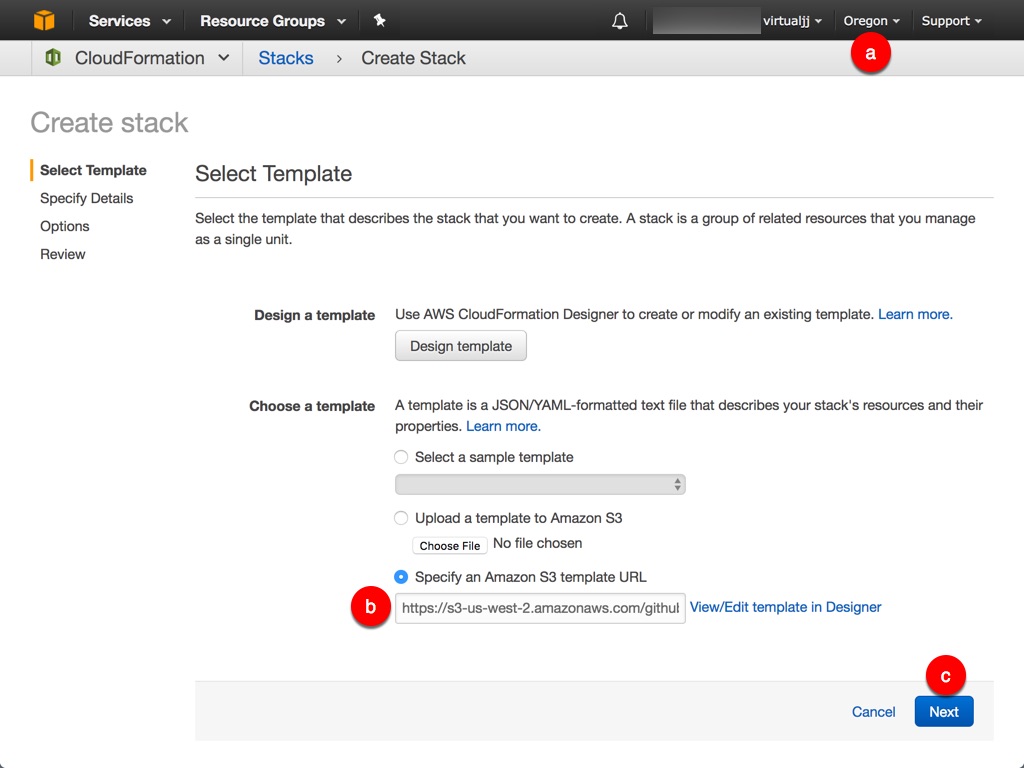 Services Resource Groups virtualjj Oregon Support
a
CloudFormation Stacks > Create Stack
Create stack
Select Template
Specify Details
Options
Review
Select Template
Select the template that describes the stack that you want to create. A stack is a group of related resources that you manage
as a single unit.
Design a template Use AWS CloudFormation Designer to create or modify an existing template. Learn more.
Design template
Choose a template A template is a JSON/YAML-formatted text file that describes your stack's resources and their
properties. Learn more.
Select a sample template
Upload a template to Amazon S3
Choose File No file chosen
Specify an Amazon S3 template URL
b https://s3-us-west-2.amazonaws.com/githu View/Edit template in Designer
c
Cancel Next